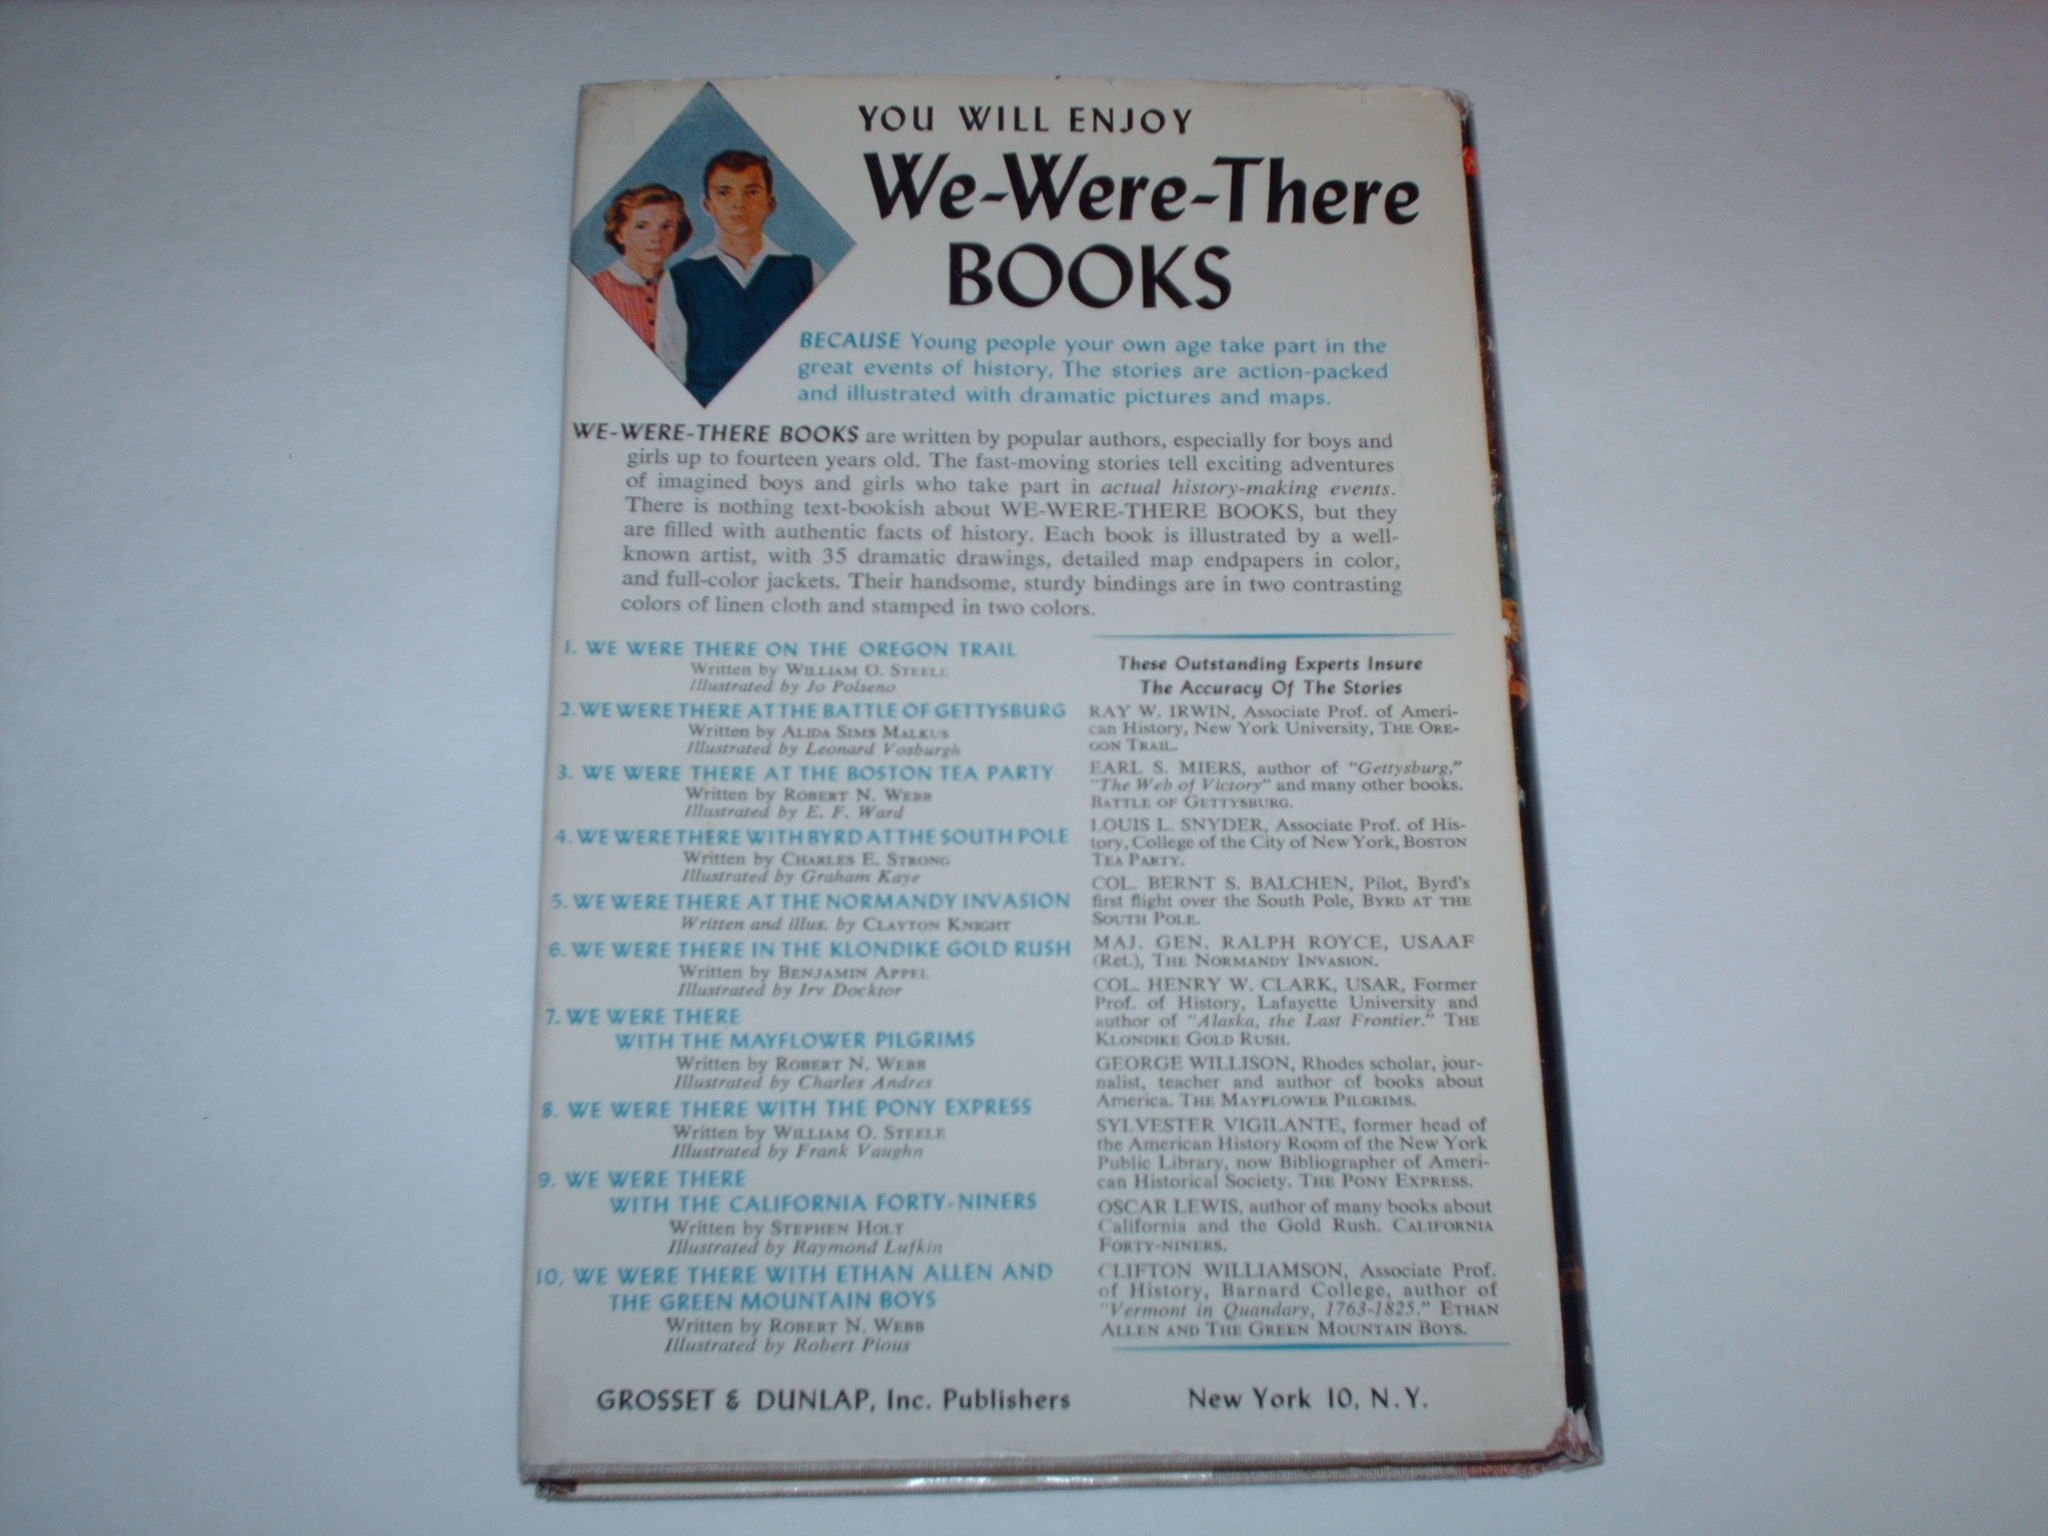 YOU WILL ENJOY
We-Were-There
BOOKS
BECAUSE Young people your own age take part in the
great events of history. The stories are action-packed
and illustrated with dramatic pictures and maps.
WE-WERE-THERE BOOKS are written by popular authors, especially for boys and
girls up to fourteen years old. The fast-moving stories tell exciting adventures
of imagined boys and girls who take part in actual history-making events.
There is nothing text-bookish about WE-WERE-THERE BOOKS, but they
are filled with authentic facts of history. Each book is illustrated by a well-
known artist, with 35 dramatic drawings, detailed map endpapers in color,
and full-color jackets. Their handsome, sturdy bindings are in two contrasting
colors of linen cloth and stamped in two colors.
1. WE WERE THERE ON THE OREGON TRAIL
Written by WILLIAM O. STEELE
Illustrated by Jo Polseno
2. WE WERE THERE AT THE BATTLE OF GETTYSBURG
Written by ALIDA SIMS MALKUS
Illustrated by Leonard Vosburgh
3. WE WERE THERE AT THE BOSTON TEA PARTY
Written by ROBERT N. WEBB
Illustrated by E. F. Ward
4. WE WERE THERE WITH BYRD AT THE SOUTH POLE
Written by CHARLES E. STRONG
Illustrated by Graham Kaye
5. WE WERE THERE AT THE NORMANDY INVASION
Written and illus. by CLAYTON KNIGHT
6. WE WERE THERE IN THE KLONDIKE GOLD RUSH
Written by BENJAMIN APPEL
Illustrated by Irv Docktor
7. WE WERE THERE
WITH THE MAYFLOWER PILGRIMS
Written by ROBERT N. WEBB
Illustrated by Charles Andres
8. WE WERE THERE WITH THE PONY EXPRESS
Written by WILLIAM O. STEELE
Illustrated by Frank Vaughn
9. WE WERE THERE
WITH THE CALIFORNIA FORTY-NINERS
Written by STEPHEN HOLT
Illustrated by Raymond Lufkin
10. WE WERE THERE WITH ETHAN ALLEN AND
THE GREEN MOUNTAIN BOYS
Written by ROBERT N. WEBB
Illustrated by Robert Pious
These Outstanding Experts Insure
The Accuracy Of The Stories
RAY W. IRWIN, Associate Prof. of Ameri-
can History, New York University, THE ORE-
GON TRAIL.
EARL S. MIERS, author of "Gettysburg,"
"The Web of Victory" and many other books.
BATTLE OF GETTYSBURG.
LOUIS L. SNYDER, Associate Prof. of His-
tory, College of the City of New York, BOSTON
TEA PARTY.
COL. BERNT S. BALCHEN, Pilot, Byrd's
first flight over the South Pole, BYRD AT THE
SOUTH POLE.
MAJ. GEN. RALPH ROYCE, USAAF
(Ret.), THE NORMANDY INVASION.
COL. HENRY W. CLARK, USAR, Former
Prof. of History, Lafayette University and
author of "Alaska, the Last Frontier." THE
KLONDIKE GOLD RUSH.
GEORGE WILLISON, Rhodes scholar, jour-
nalist, teacher and author of books about
America. THE MAYFLOWER PILGRIMS.
SYLVESTER VIGILANTE, former head of
the American History Room of the New York
Public Library, now Bibliographer of Ameri-
can Historical Society. THE PONY EXPRESS.
OSCAR LEWIS, author of many books about
California and the Gold Rush. CALIFORNIA
FORTY-NINERS.
CLIFTON WILLIAMSON, Associate Prof.
of History, Barnard College, author of
"Vermont in Quandary, 1763-1825." ETHAN
ALLEN AND THE GREEN MOUNTAIN BOYS.
GROSSET & DUNLAP, Inc. Publishers New York 10, N.Y.